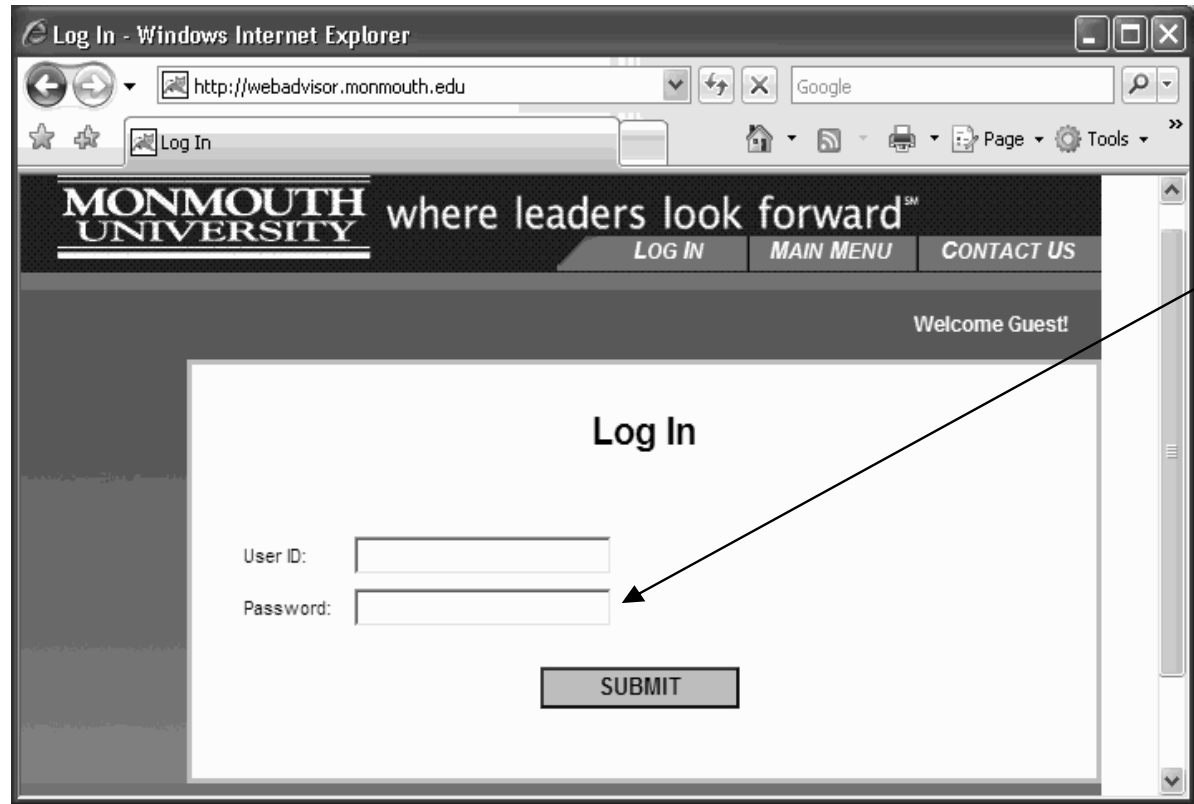 Log In - Windows Internet Explorer
http://webadvisor.monmouth.edu
Google
Log In
Page
Tools
»
MONMOUTH
UNIVERSITY
where leaders look forward℠
LOG IN
MAIN MENU
CONTACT US
Welcome Guest!
Log In
User ID:
Password:
SUBMIT